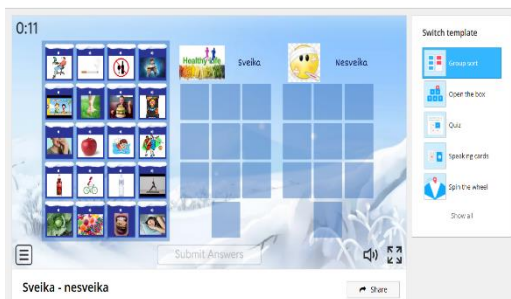 0:11
Healthy Life
Sveika
Nesveika
Submit Answers
Sveika - nesveika
Share
Switch template
Group sort
Open the box
Quiz
Speaking cards
Spin the wheel
Show all